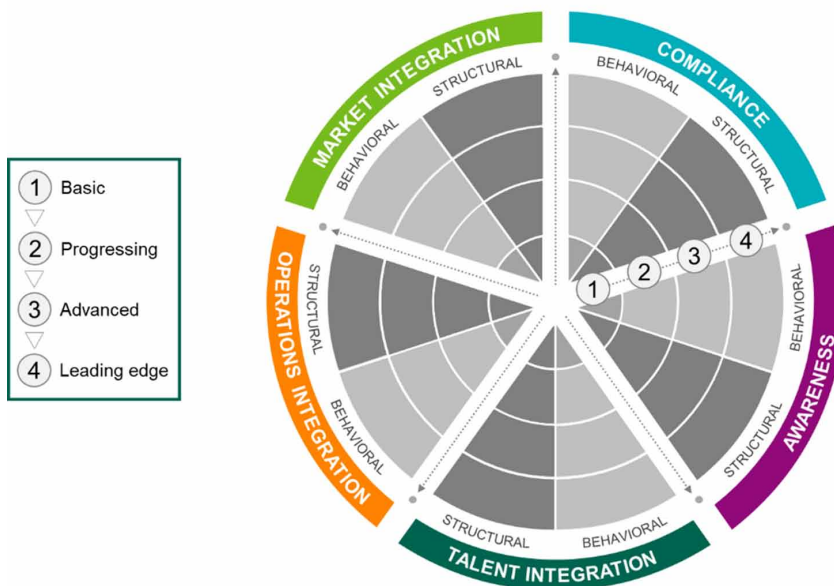 1 Basic
2 Progressing
3 Advanced
4 Leading edge
MARKET INTEGRATION
STRUCTURAL
BEHAVIORAL
COMPLIANCE
BEHAVIORAL
STRUCTURAL
1 2 3 4
AWARENESS
BEHAVIORAL
STRUCTURAL
TALENT INTEGRATION
BEHAVIORAL
STRUCTURAL
OPERATIONS INTEGRATION
BEHAVIORAL
STRUCTURAL